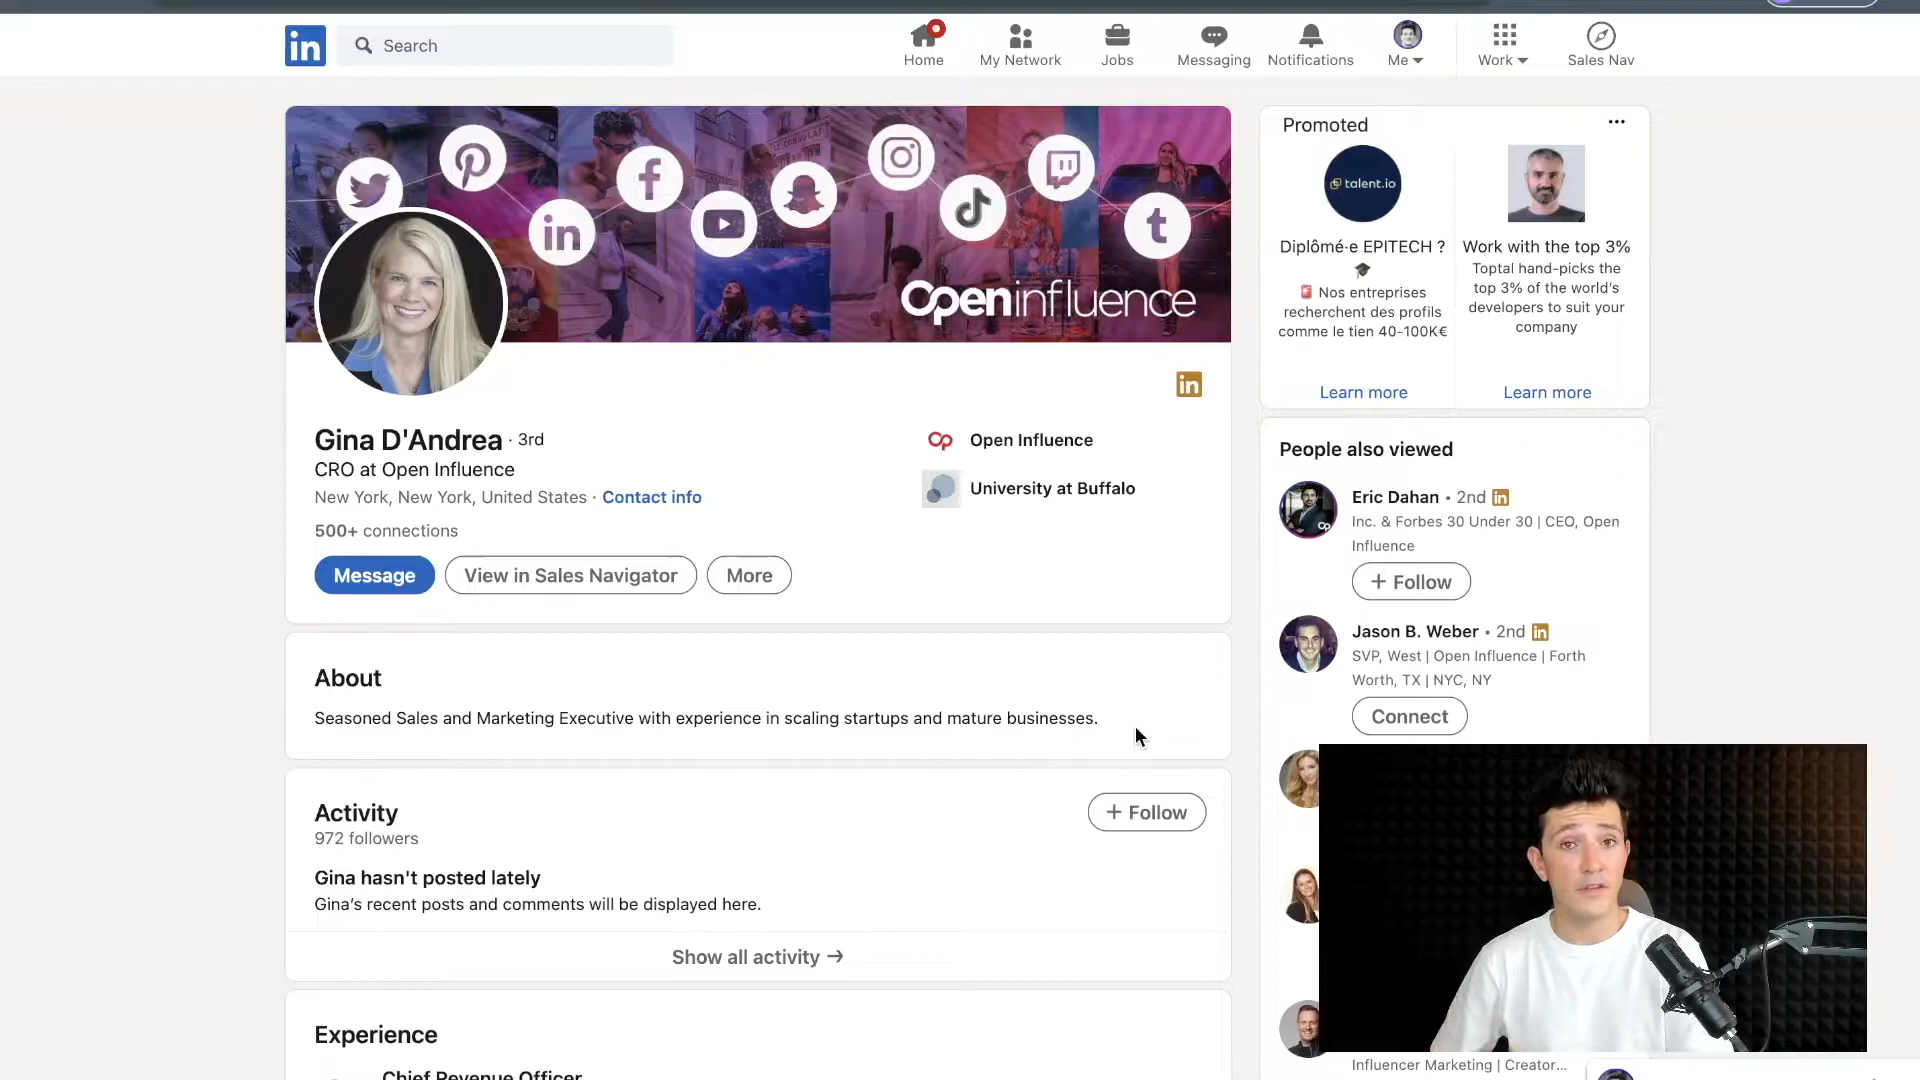 in
Search
Home
My Network
Jobs
Messaging
Notifications
Me
Work
Sales Nav
Openinfluence
in
Gina D'Andrea · 3rd
CRO at Open Influence
New York, New York, United States · Contact info
500+ connections
Message
View in Sales Navigator
More
Open Influence
University at Buffalo
About
Seasoned Sales and Marketing Executive with experience in scaling startups and mature businesses.
Activity
972 followers
+ Follow
Gina hasn't posted lately
Gina’s recent posts and comments will be displayed here.
Show all activity →
Experience
Chief Revenue Officer
Promoted
talent.io
Diplômé·e EPITECH ?
🎓
🚨 Nos entreprises
recherchent des profils
comme le tien 40-100K€
Learn more
Work with the top 3%
Toptal hand-picks the
top 3% of the world's
developers to suit your
company
Learn more
People also viewed
Eric Dahan • 2nd in
Inc. & Forbes 30 Under 30 | CEO, Open
Influence
+ Follow
Jason B. Weber • 2nd in
SVP, West | Open Influence | Forth
Worth, TX | NYC, NY
Connect
Influencer Marketing | Creator...